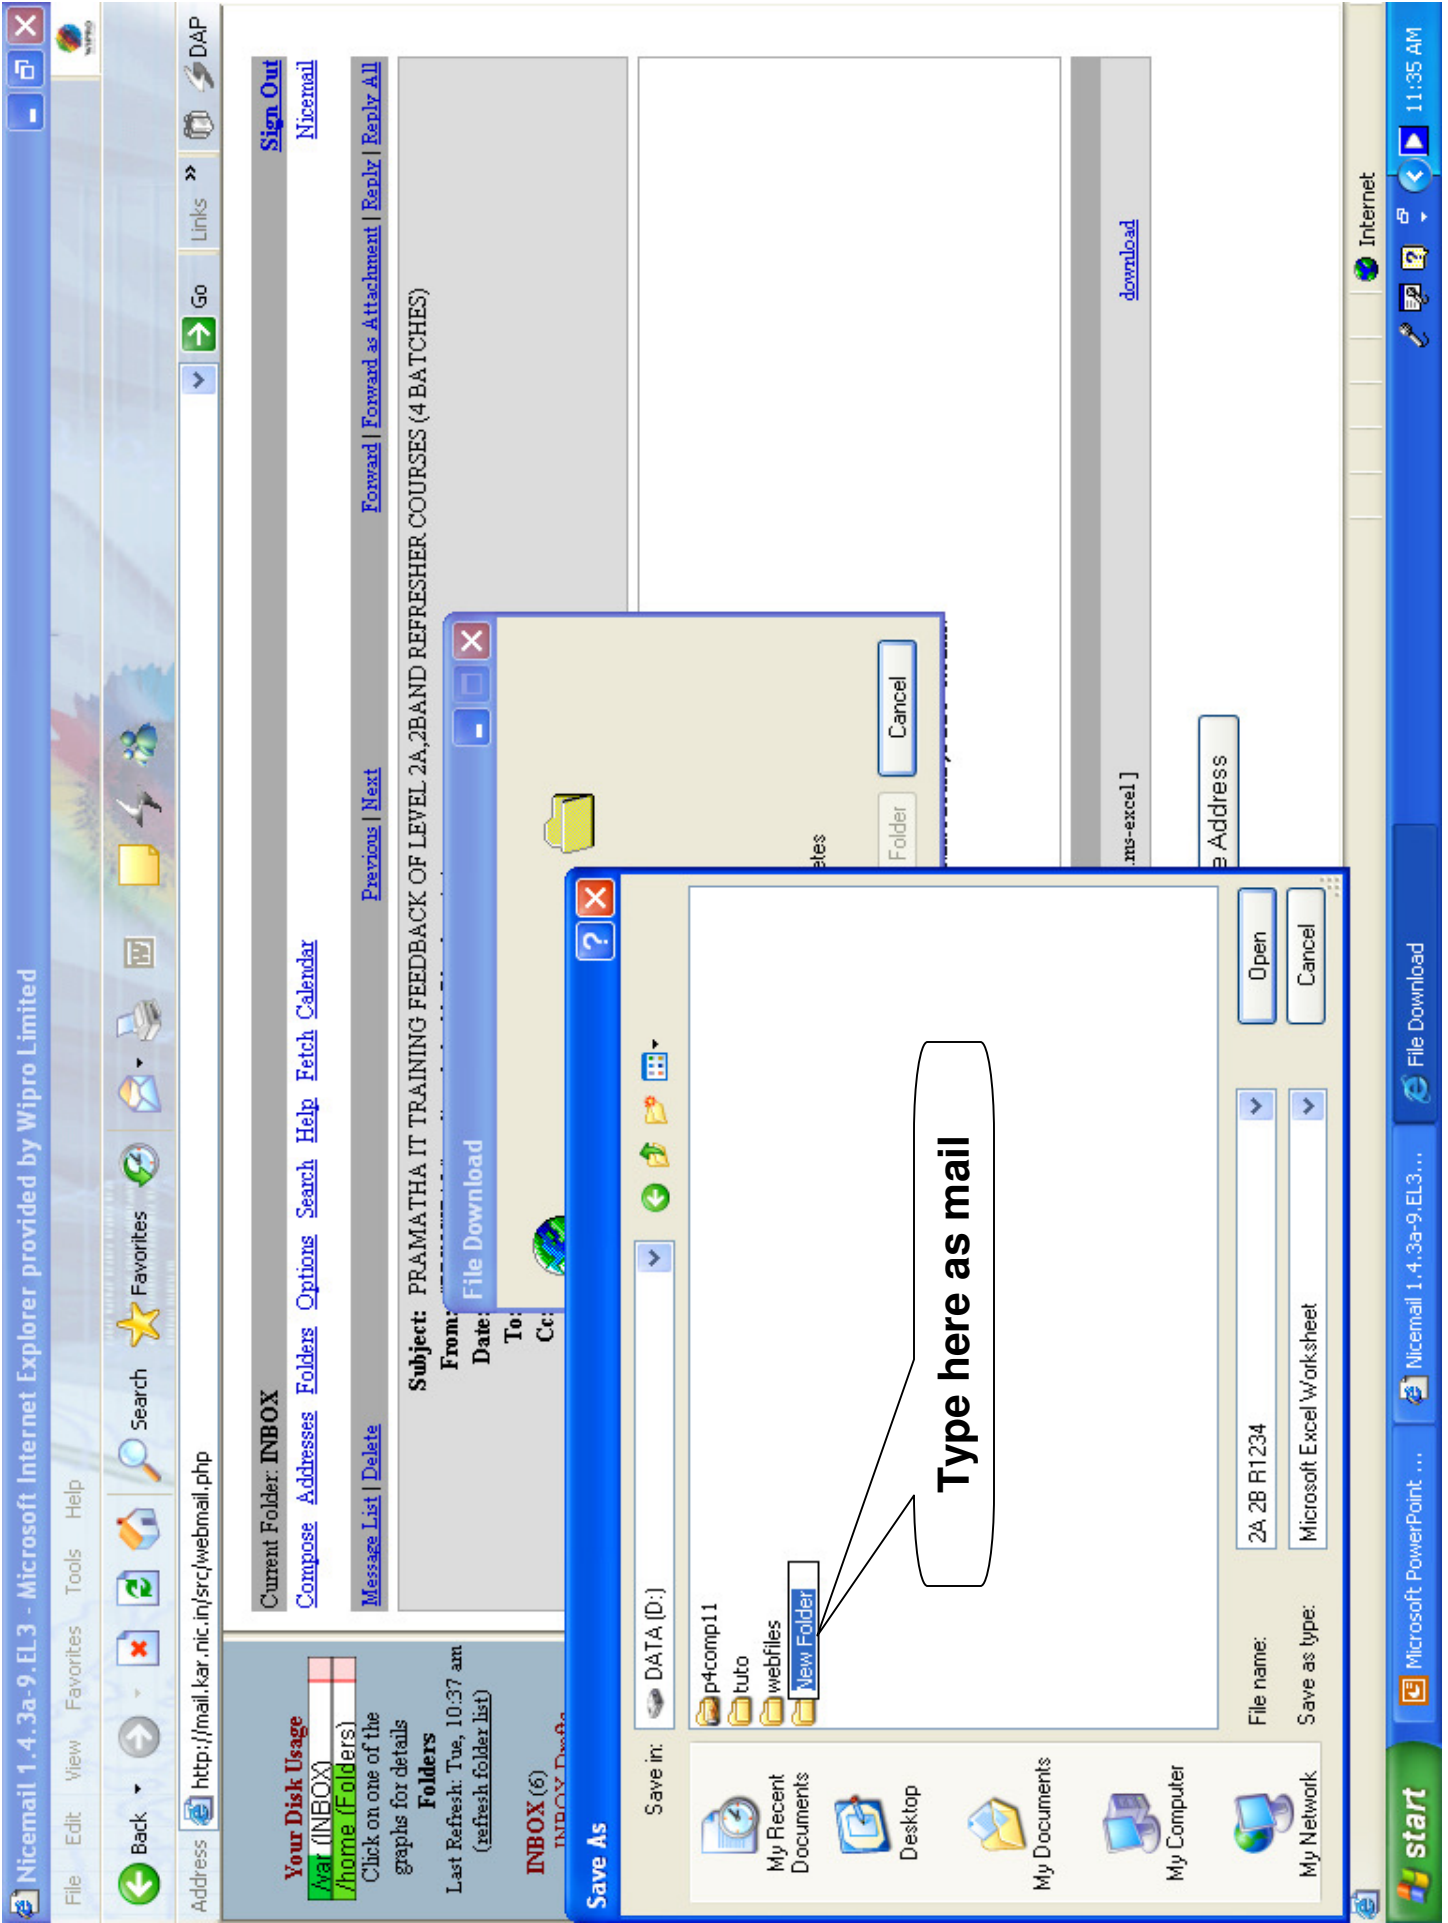 Nicemail 1.4.3a-9.EL3 - Microsoft Internet Explorer provided by Wipro Limited
File Edit View Favorites Tools Help
WIPRO
Back Search Favorites
Address http://mail.kar.nic.in/src/webmail.php Go Links » DAP
Your Disk Usage
/var (INBOX)
/home (Folders)
Click on one of the
graphs for details
Folders
Last Refresh: Tue, 10:37 am
(refresh folder list)
INBOX (6)
INBOX.Drafts
Current Folder: INBOX Sign Out
Compose Addresses Folders Options Search Help Fetch Calendar Nicemail
Message List | Delete Previous | Next Forward | Forward as Attachment | Reply | Reply All
Subject: PRAMATHA IT TRAINING FEEDBACK OF LEVEL 2A,2BAND REFRESHER COURSES (4 BATCHES)
From:
Date:
To:
Cc:
File Download
etes
Folder Cancel
.ms-excel ] download
e Address
Save As
Save in: DATA (D:)
My Recent
Documents
Desktop
My Documents
My Computer
My Network
p4comp11
tuto
webfiles
New Folder
Type here as mail
File name: 2A 2B R1234 Open
Save as type: Microsoft Excel Worksheet Cancel
Internet
start Microsoft PowerPoint ... Nicemail 1.4.3a-9.EL3... File Download 11:35 AM